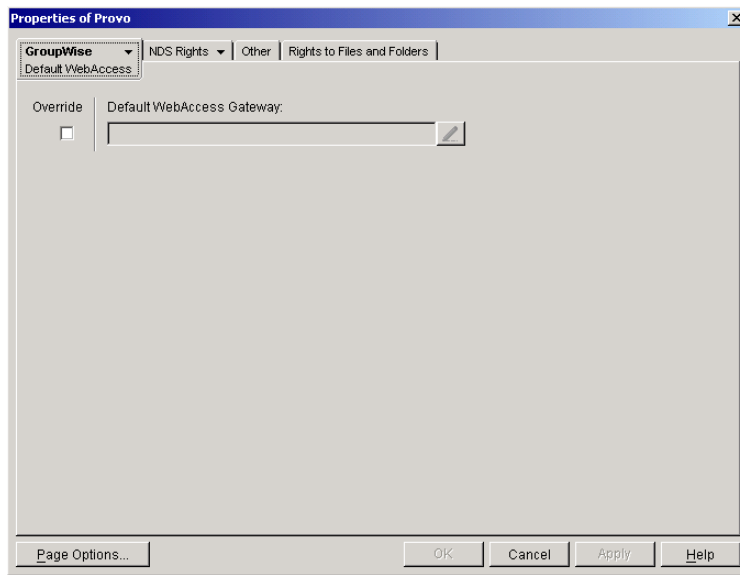 Properties of Provo
GroupWise NDS Rights Other Rights to Files and Folders
Default WebAccess
Override Default WebAccess Gateway:
Page Options... OK Cancel Apply Help